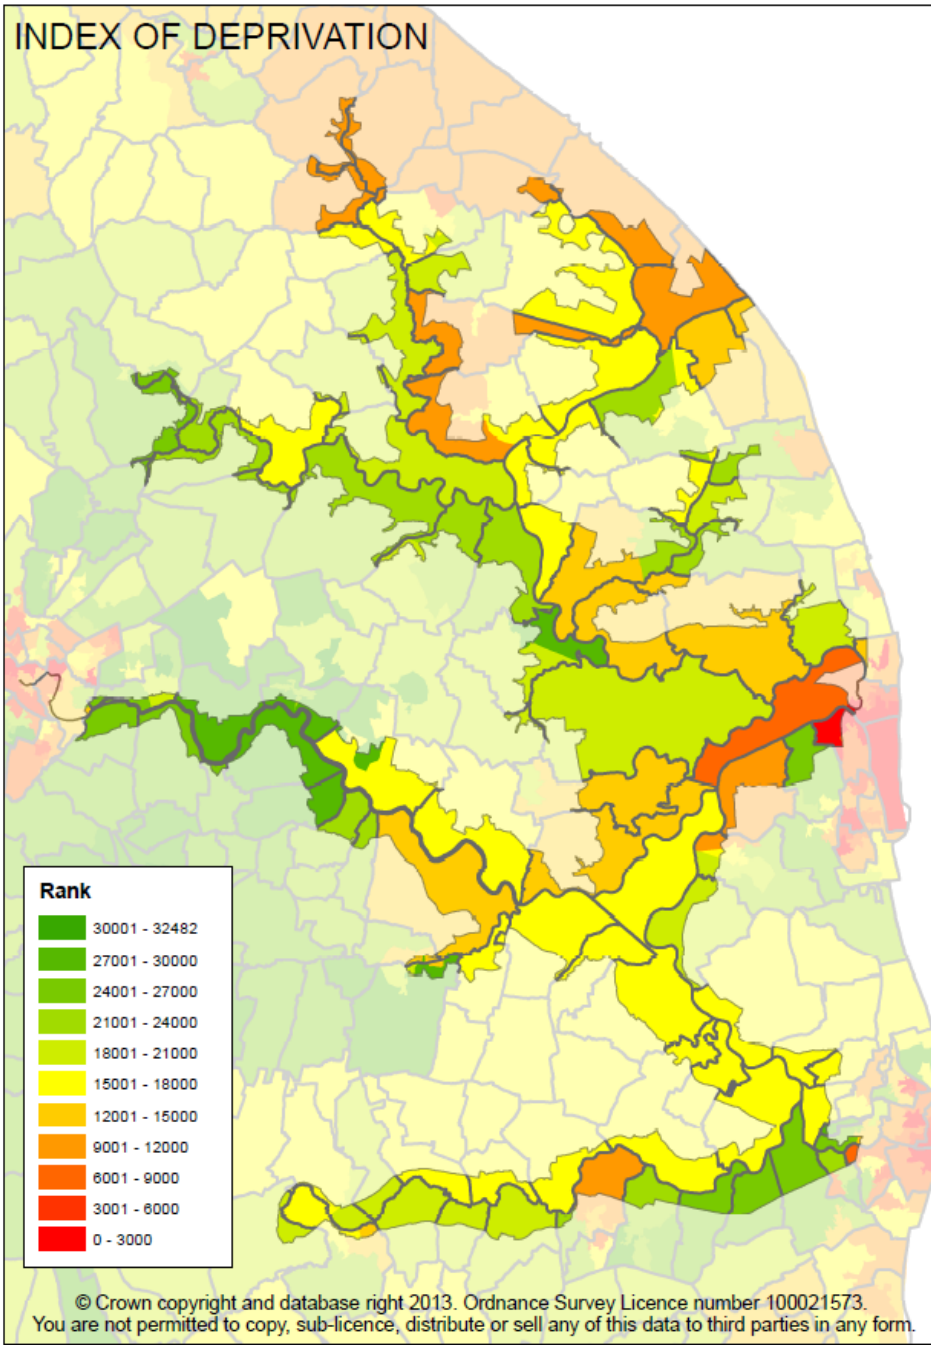 INDEX OF DEPRIVATION
Rank
30001 - 32482
27001 - 30000
24001 - 27000
21001 - 24000
18001 - 21000
15001 - 18000
12001 - 15000
9001 - 12000
6001 - 9000
3001 - 6000
0 - 3000
© Crown copyright and database right 2013. Ordnance Survey Licence number 100021573.
You are not permitted to copy, sub-licence, distribute or sell any of this data to third parties in any form.